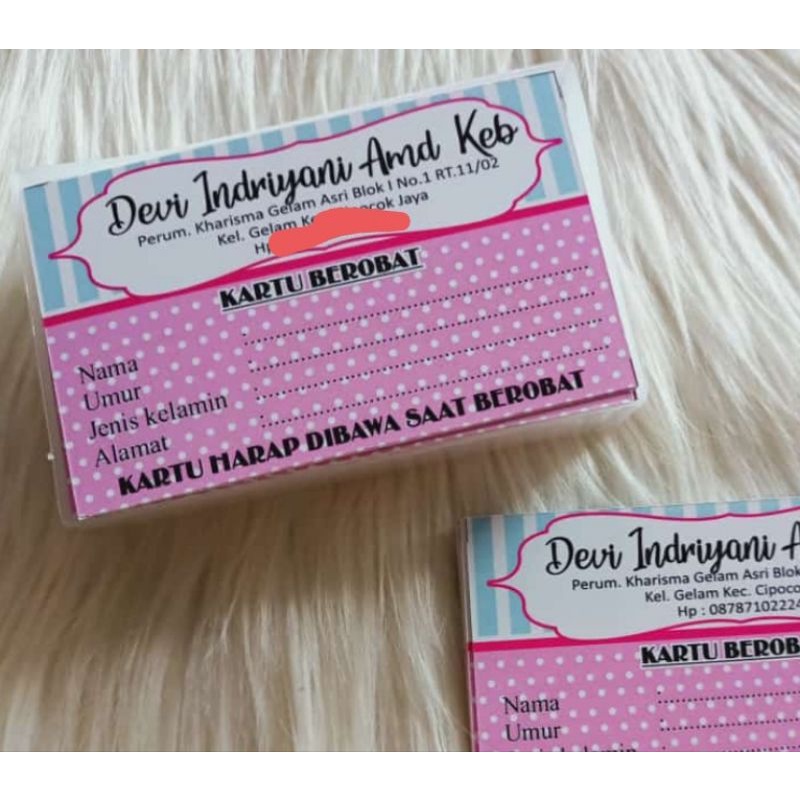 Devi Indriyani Amd Keb
Perum. Kharisma Gelam Asri Blok I No.1 RT.11/02
Kel. Gelam Jaya
Hp
KARTU BEROBAT
Nama :
Umur :
Jenis kelamin :
Alamat :
KARTU HARAP DIBAWA SAAT BEROBAT
Devi Indriyani
Perum. Kharisma Gelam Asri Blok
Kel. Gelam Kec.
Hp :
KARTU
Nama :
Umur :